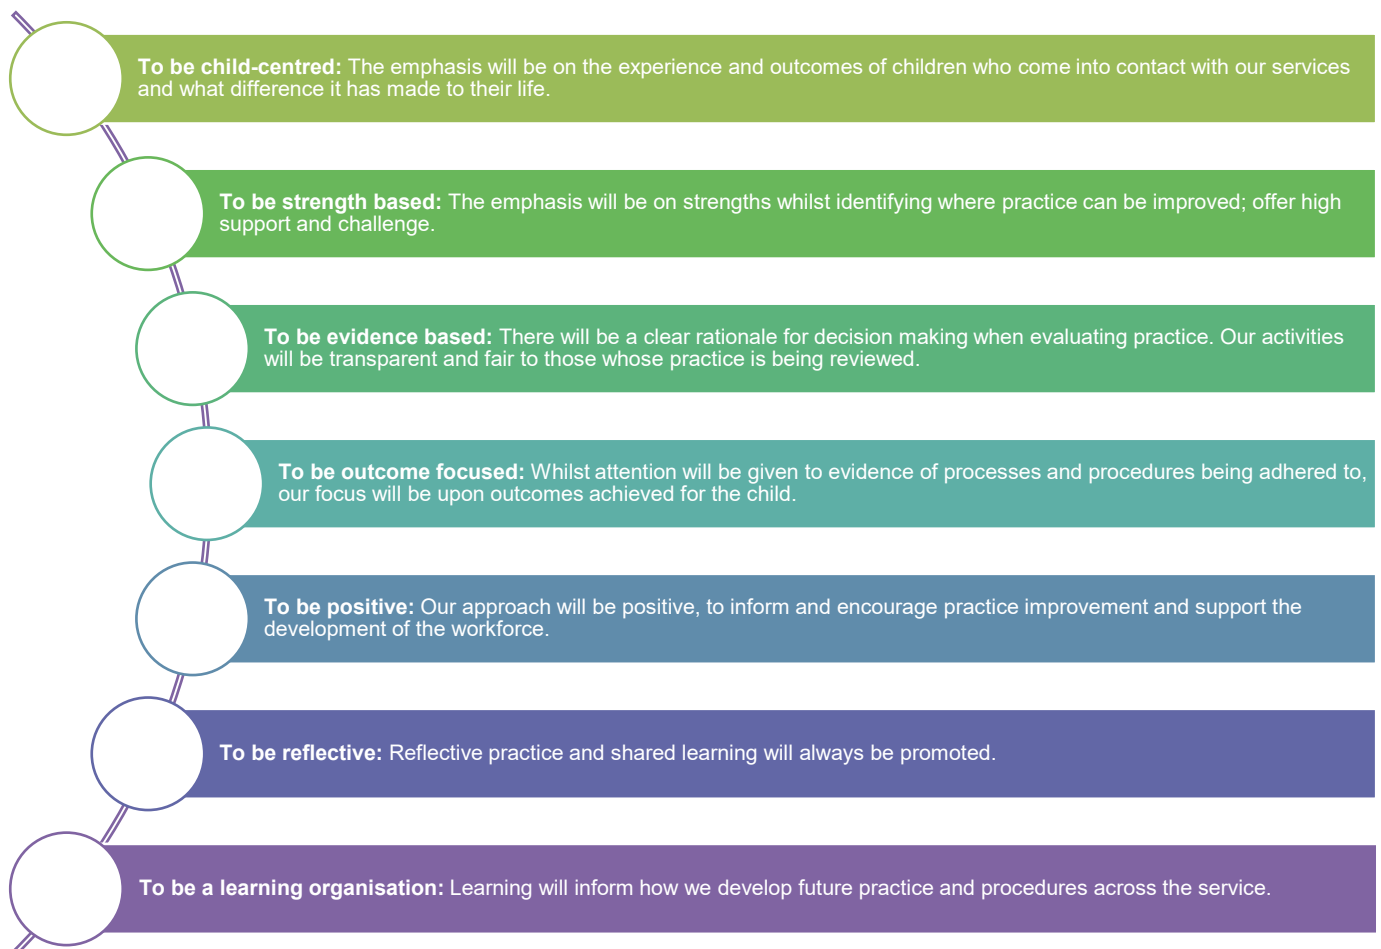 To be child-centred: The emphasis will be on the experience and outcomes of children who come into contact with our services
and what difference it has made to their life.
To be strength based: The emphasis will be on strengths whilst identifying where practice can be improved; offer high
support and challenge.
To be evidence based: There will be a clear rationale for decision making when evaluating practice. Our activities
will be transparent and fair to those whose practice is being reviewed.
To be outcome focused: Whilst attention will be given to evidence of processes and procedures being adhered to,
our focus will be upon outcomes achieved for the child.
To be positive: Our approach will be positive, to inform and encourage practice improvement and support the
development of the workforce.
To be reflective: Reflective practice and shared learning will always be promoted.
To be a learning organisation: Learning will inform how we develop future practice and procedures across the service.